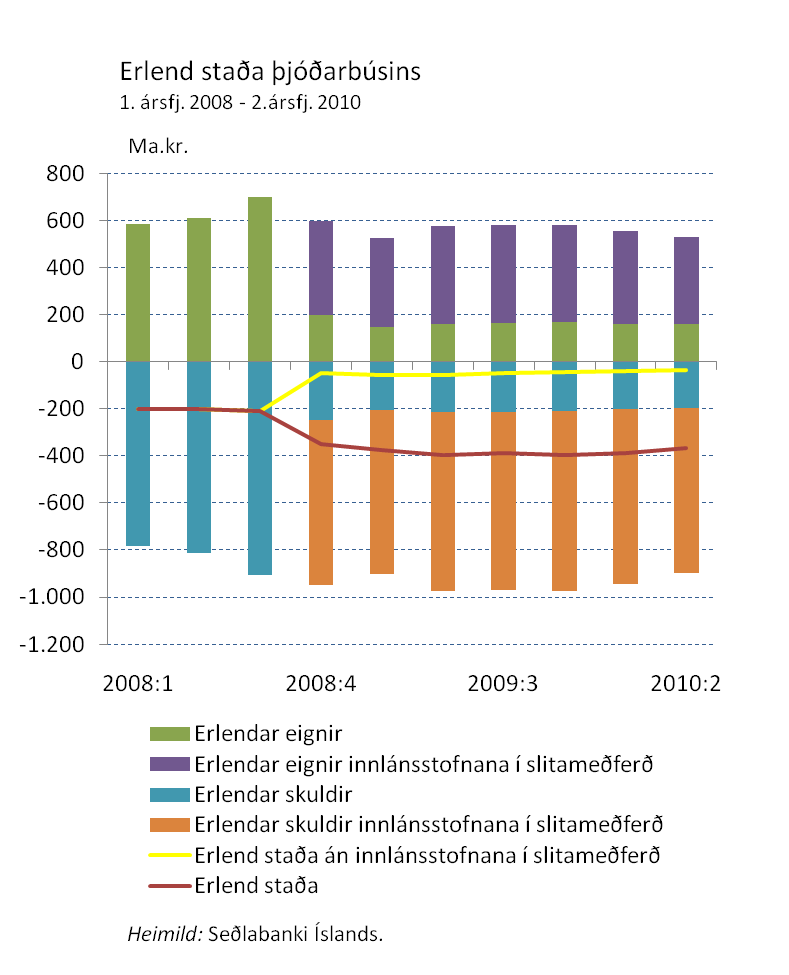 Erlend staða þjóðarbúsins
1. ársfj. 2008 - 2.ársfj. 2010
Ma.kr.
800
600
400
200
0
-200
-400
-600
-800
-1.000
-1.200
2008:1 2008:4 2009:3 2010:2
Erlendar eignir
Erlendar eignir innlánsstofnana í slitameðferð
Erlendar skuldir
Erlendar skuldir innlánsstofnana í slitameðferð
Erlend staða án innlánsstofnana í slitameðferð
Erlend staða
Heimild: Seðlabanki Íslands.